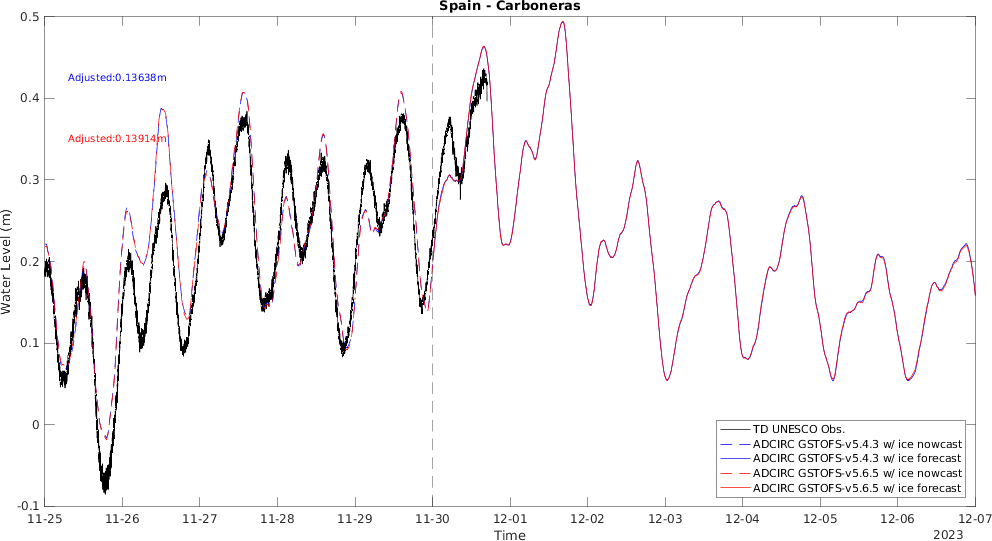 Spain - Carboneras
0.5
0.4
0.3
0.2
0.1
0
-0.1
Water Level (m)
Adjusted:0.13638m
Adjusted:0.13914m
TD UNESCO Obs.
ADCIRC GSTOFS-v5.4.3 w/ ice nowcast
ADCIRC GSTOFS-v5.4.3 w/ ice forecast
ADCIRC GSTOFS-v5.6.5 w/ ice nowcast
ADCIRC GSTOFS-v5.6.5 w/ ice forecast
11-25 11-26 11-27 11-28 11-29 11-30 12-01 12-02 12-03 12-04 12-05 12-06 12-07
Time
2023